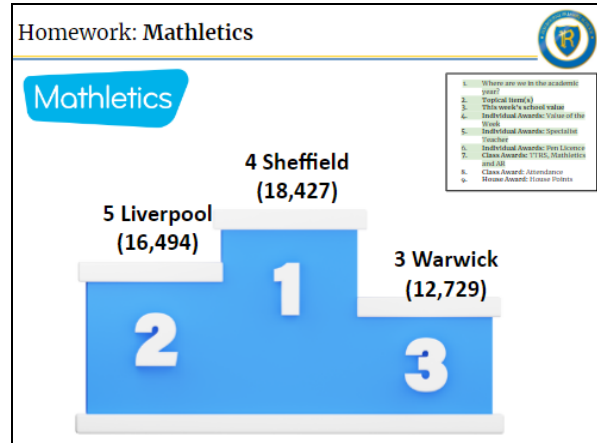 Homework: Mathletics
R
Mathletics
1. Where are we in the academic
year?
2. Topical item(s)
3. This week's school value
4. Individual Awards: Value of the
Week
5. Individual Awards: Specialist
Teacher
6. Individual Awards: Pen Licence
7. Class Awards: TTRS, Mathletics
and AR
8. Class Award: Attendance
9. House Award: House Points
4 Sheffield
(18,427)
5 Liverpool
(16,494)
3 Warwick
(12,729)
1
2
3